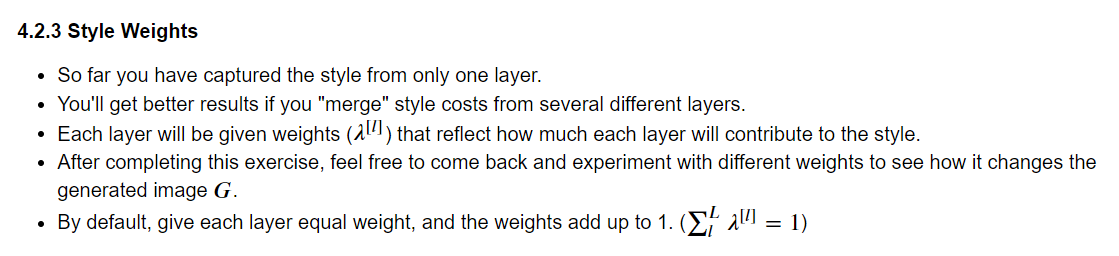 4.2.3 Style Weights
• So far you have captured the style from only one layer.
• You'll get better results if you "merge" style costs from several different layers.
• Each layer will be given weights (λ^[l]) that reflect how much each layer will contribute to the style.
• After completing this exercise, feel free to come back and experiment with different weights to see how it changes the
generated image G.
• By default, give each layer equal weight, and the weights add up to 1. (∑_l^L λ^[l] = 1)